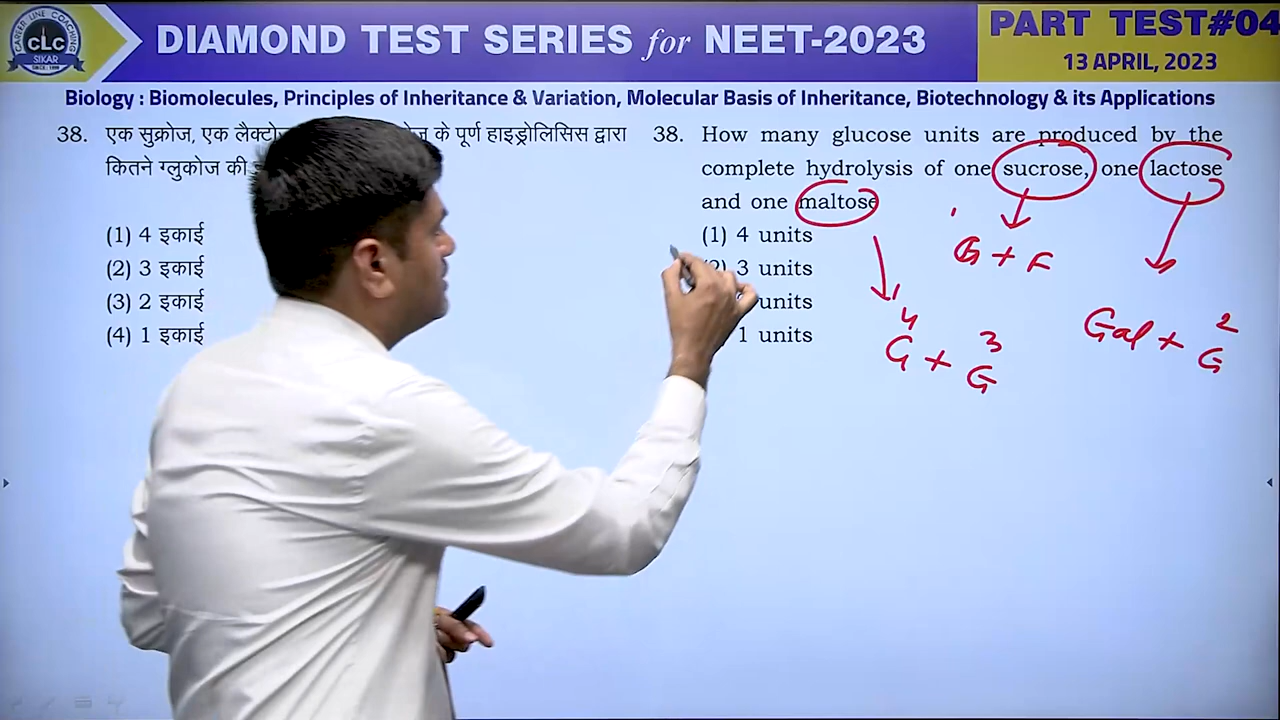 CAREER LINE COACHING
CLC
SIKAR
DIAMOND TEST SERIES for NEET-2023
PART TEST#04
13 APRIL, 2023
Biology : Biomolecules, Principles of Inheritance & Variation, Molecular Basis of Inheritance, Biotechnology & its Applications
38. एक सुक्रोज, एक के पूर्ण हाइड्रोलिसिस द्वारा
कितने ग्लुकोज की
(1) 4 इकाई
(2) 3 इकाई
(3) 2 इकाई
(4) 1 इकाई
38. How many glucose units are produced by the
complete hydrolysis of one sucrose, one lactose
and one maltose
(1) 4 units
3 units
units
1 units
G + F
Gal + G
2
4
3
G + G